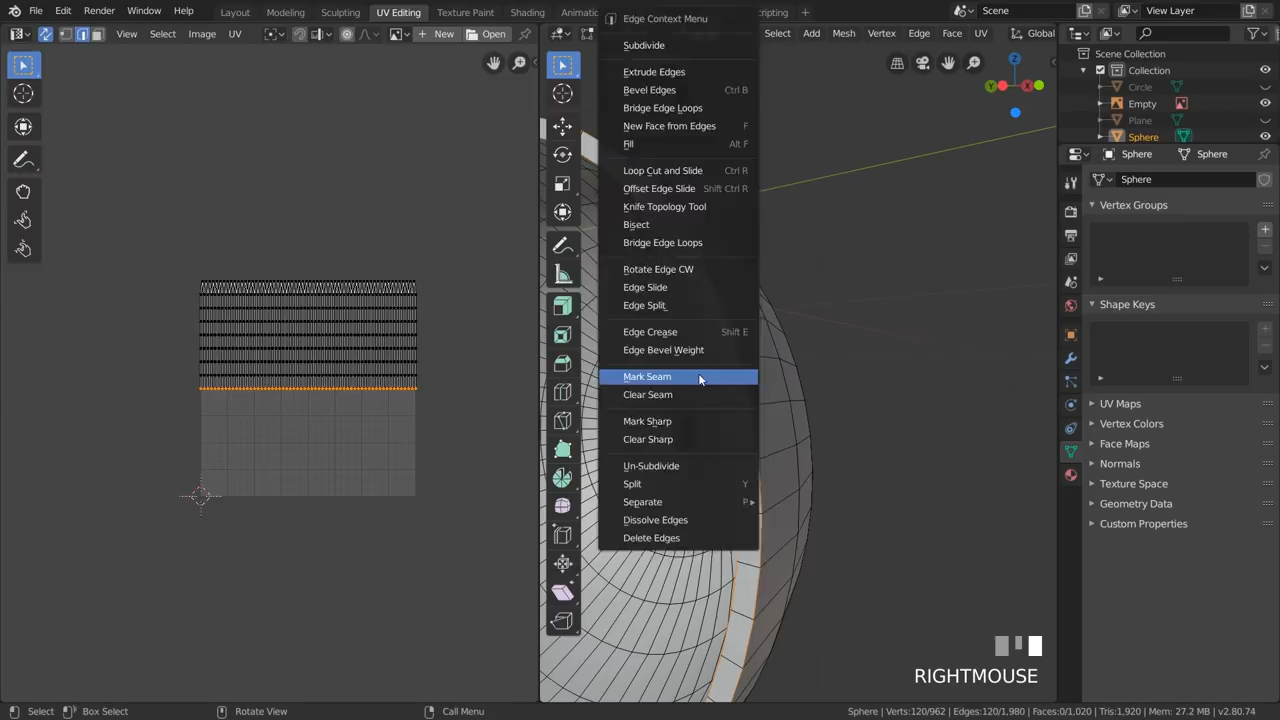 File Edit Render Window Help Layout Modeling Sculpting UV Editing Texture Paint Shading Animatio scripting Scene View Layer
View Select Image UV New Open Select Add Mesh Vertex Edge Face UV Global
Edge Context Menu
Subdivide
Extrude Edges
Bevel Edges Ctrl B
Bridge Edge Loops
New Face from Edges F
Fill Alt F
Loop Cut and Slide Ctrl R
Offset Edge Slide Shift Ctrl R
Knife Topology Tool
Bisect
Bridge Edge Loops
Rotate Edge CW
Edge Slide
Edge Split
Edge Crease Shift E
Edge Bevel Weight
Mark Seam
Clear Seam
Mark Sharp
Clear Sharp
Un-Subdivide
Split Y
Separate P
Dissolve Edges
Delete Edges
Z
Y X
Scene Collection
Collection
Circle
Empty
Plane
Sphere
Sphere Sphere
Sphere
Vertex Groups
Shape Keys
UV Maps
Vertex Colors
Face Maps
Normals
Texture Space
Geometry Data
Custom Properties
RIGHTMOUSE
Select Box Select Rotate View Call Menu Sphere | Verts:120/962 | Edges:120/1,980 | Faces:0/1,020 | Tris:1,920 | Mem: 27.2 MB | v2.80.74